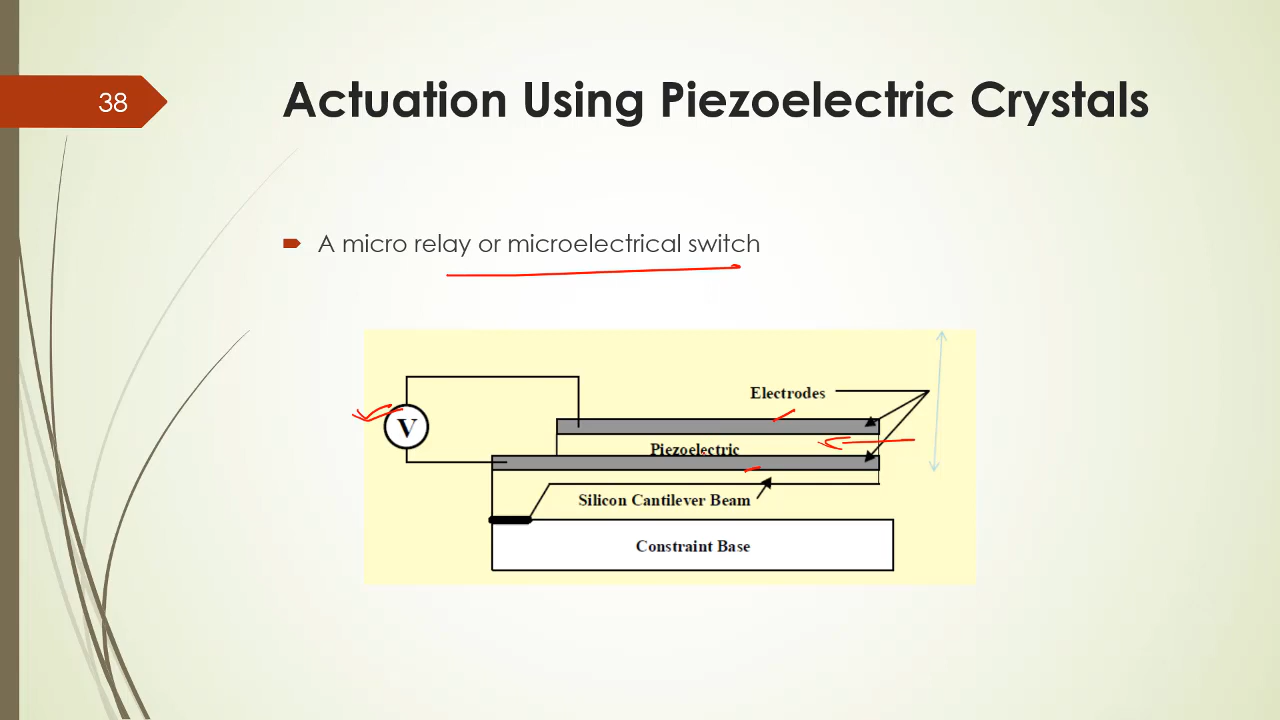 38
Actuation Using Piezoelectric Crystals
A micro relay or microelectrical switch
Electrodes
V
Piezoelectric
Silicon Cantilever Beam
Constraint Base